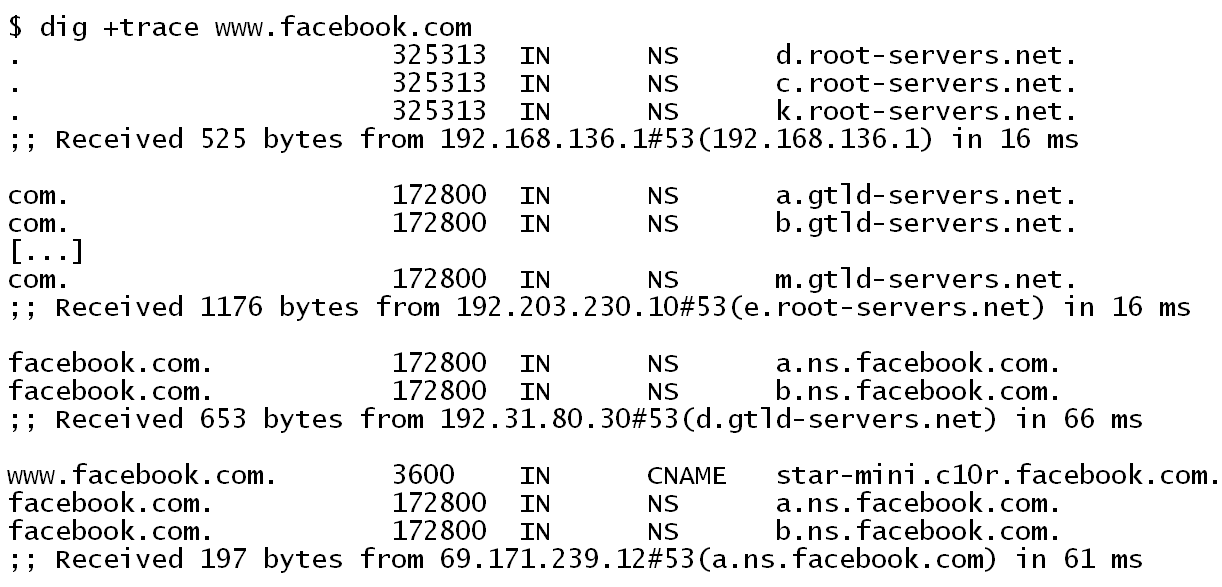 $ dig +trace www.facebook.com
. 325313 IN NS d.root-servers.net.
. 325313 IN NS c.root-servers.net.
. 325313 IN NS k.root-servers.net.
;; Received 525 bytes from 192.168.136.1#53(192.168.136.1) in 16 ms
com. 172800 IN NS a.gtld-servers.net.
com. 172800 IN NS b.gtld-servers.net.
[...]
com. 172800 IN NS m.gtld-servers.net.
;; Received 1176 bytes from 192.203.230.10#53(e.root-servers.net) in 16 ms
facebook.com. 172800 IN NS a.ns.facebook.com.
facebook.com. 172800 IN NS b.ns.facebook.com.
;; Received 653 bytes from 192.31.80.30#53(d.gtld-servers.net) in 66 ms
www.facebook.com. 3600 IN CNAME star-mini.c10r.facebook.com.
facebook.com. 172800 IN NS a.ns.facebook.com.
facebook.com. 172800 IN NS b.ns.facebook.com.
;; Received 197 bytes from 69.171.239.12#53(a.ns.facebook.com) in 61 ms